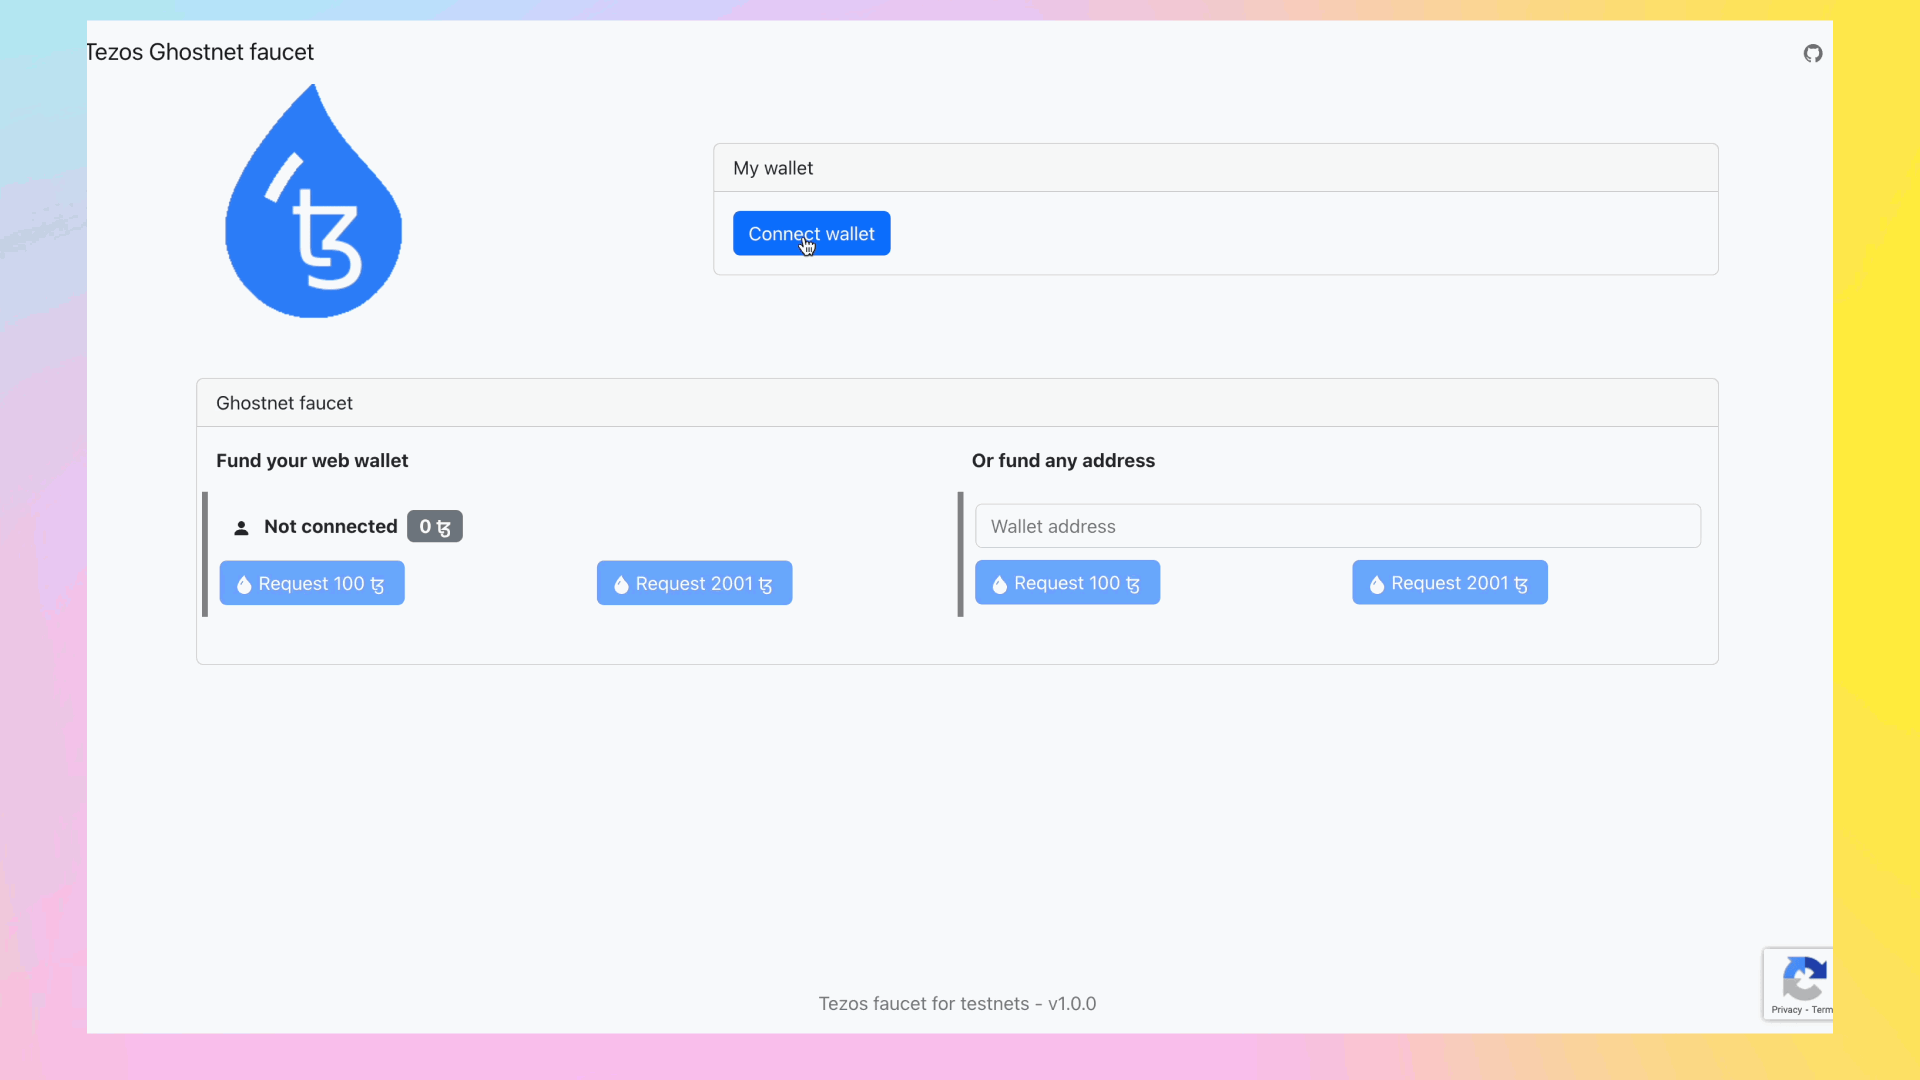 Tezos Ghostnet faucet
ꜩ
My wallet
Connect wallet
Ghostnet faucet
Fund your web wallet
Not connected 0 ꜩ
Request 100 ꜩ Request 2001 ꜩ
Or fund any address
Wallet address
Request 100 ꜩ Request 2001 ꜩ
Tezos faucet for testnets - v1.0.0
Privacy - Term